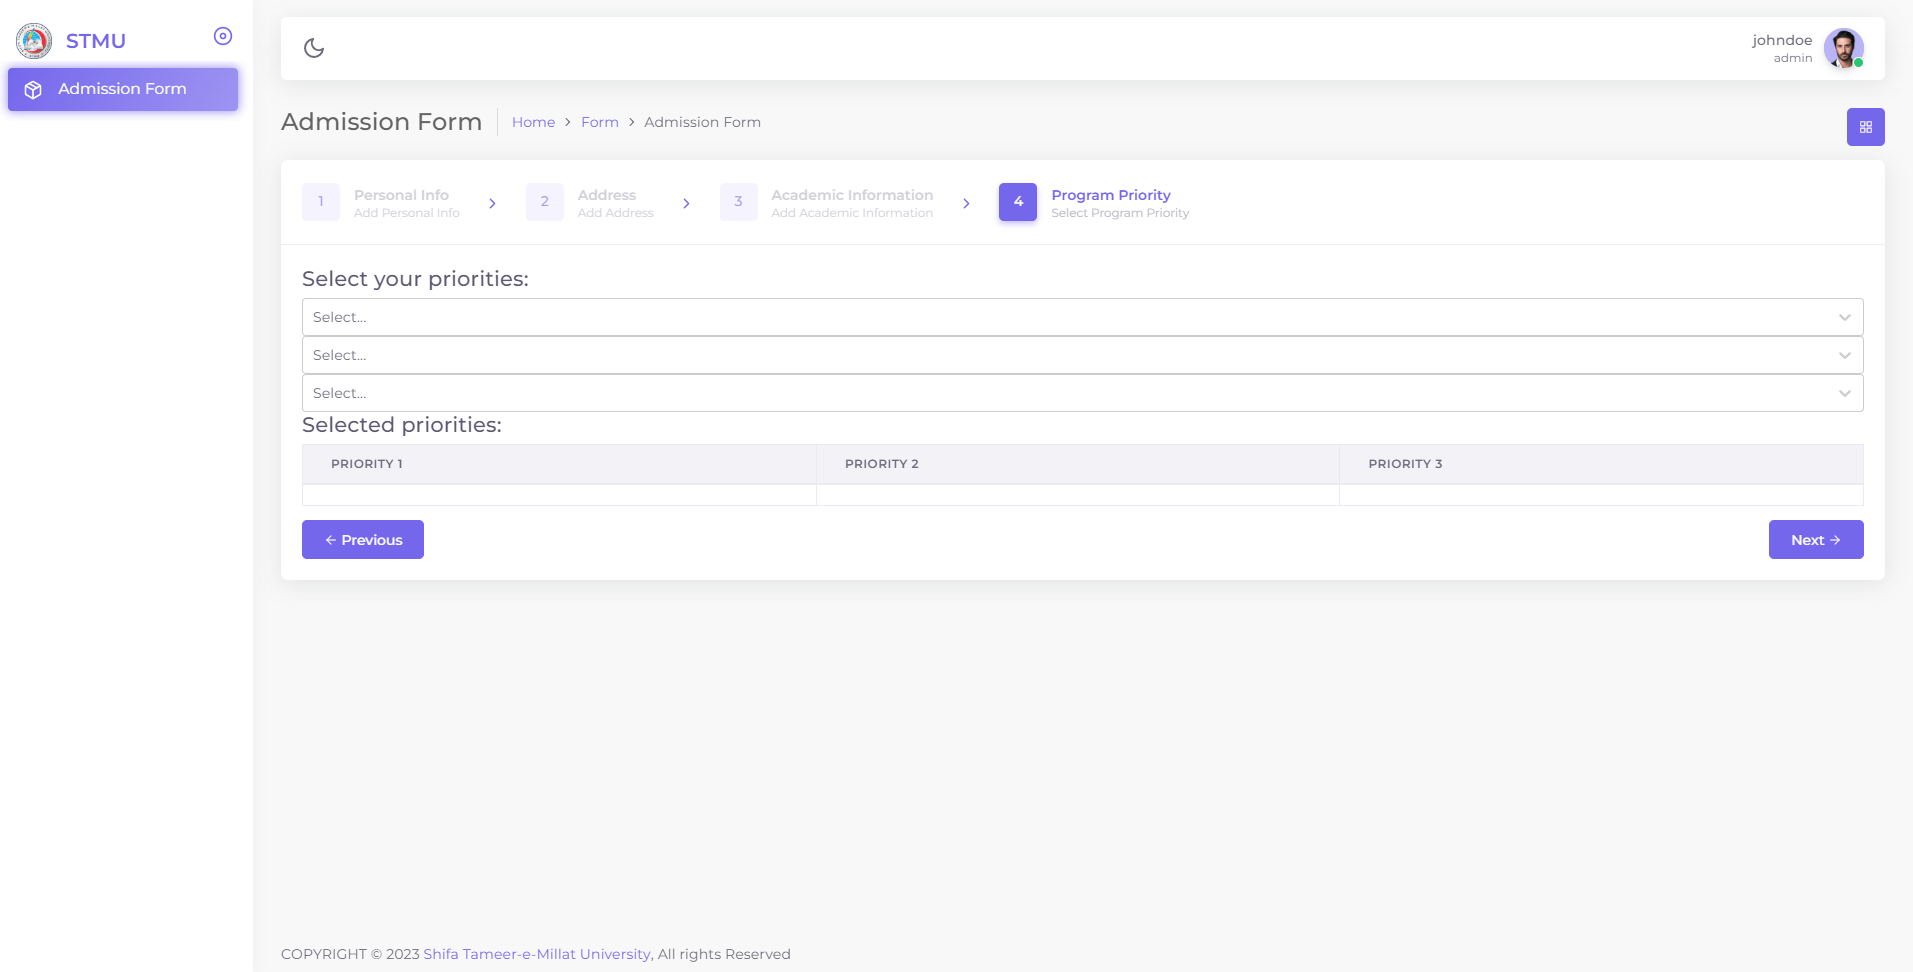 STMU
Admission Form
johndoe
admin
Admission Form
Home > Form > Admission Form
1
Personal Info
Add Personal Info
2
Address
Add Address
3
Academic Information
Add Academic Information
4
Program Priority
Select Program Priority
Select your priorities:
Select...
Select...
Select...
Selected priorities:
PRIORITY 1 PRIORITY 2 PRIORITY 3
← Previous
Next →
COPYRIGHT © 2023 Shifa Tameer-e-Millat University, All rights Reserved